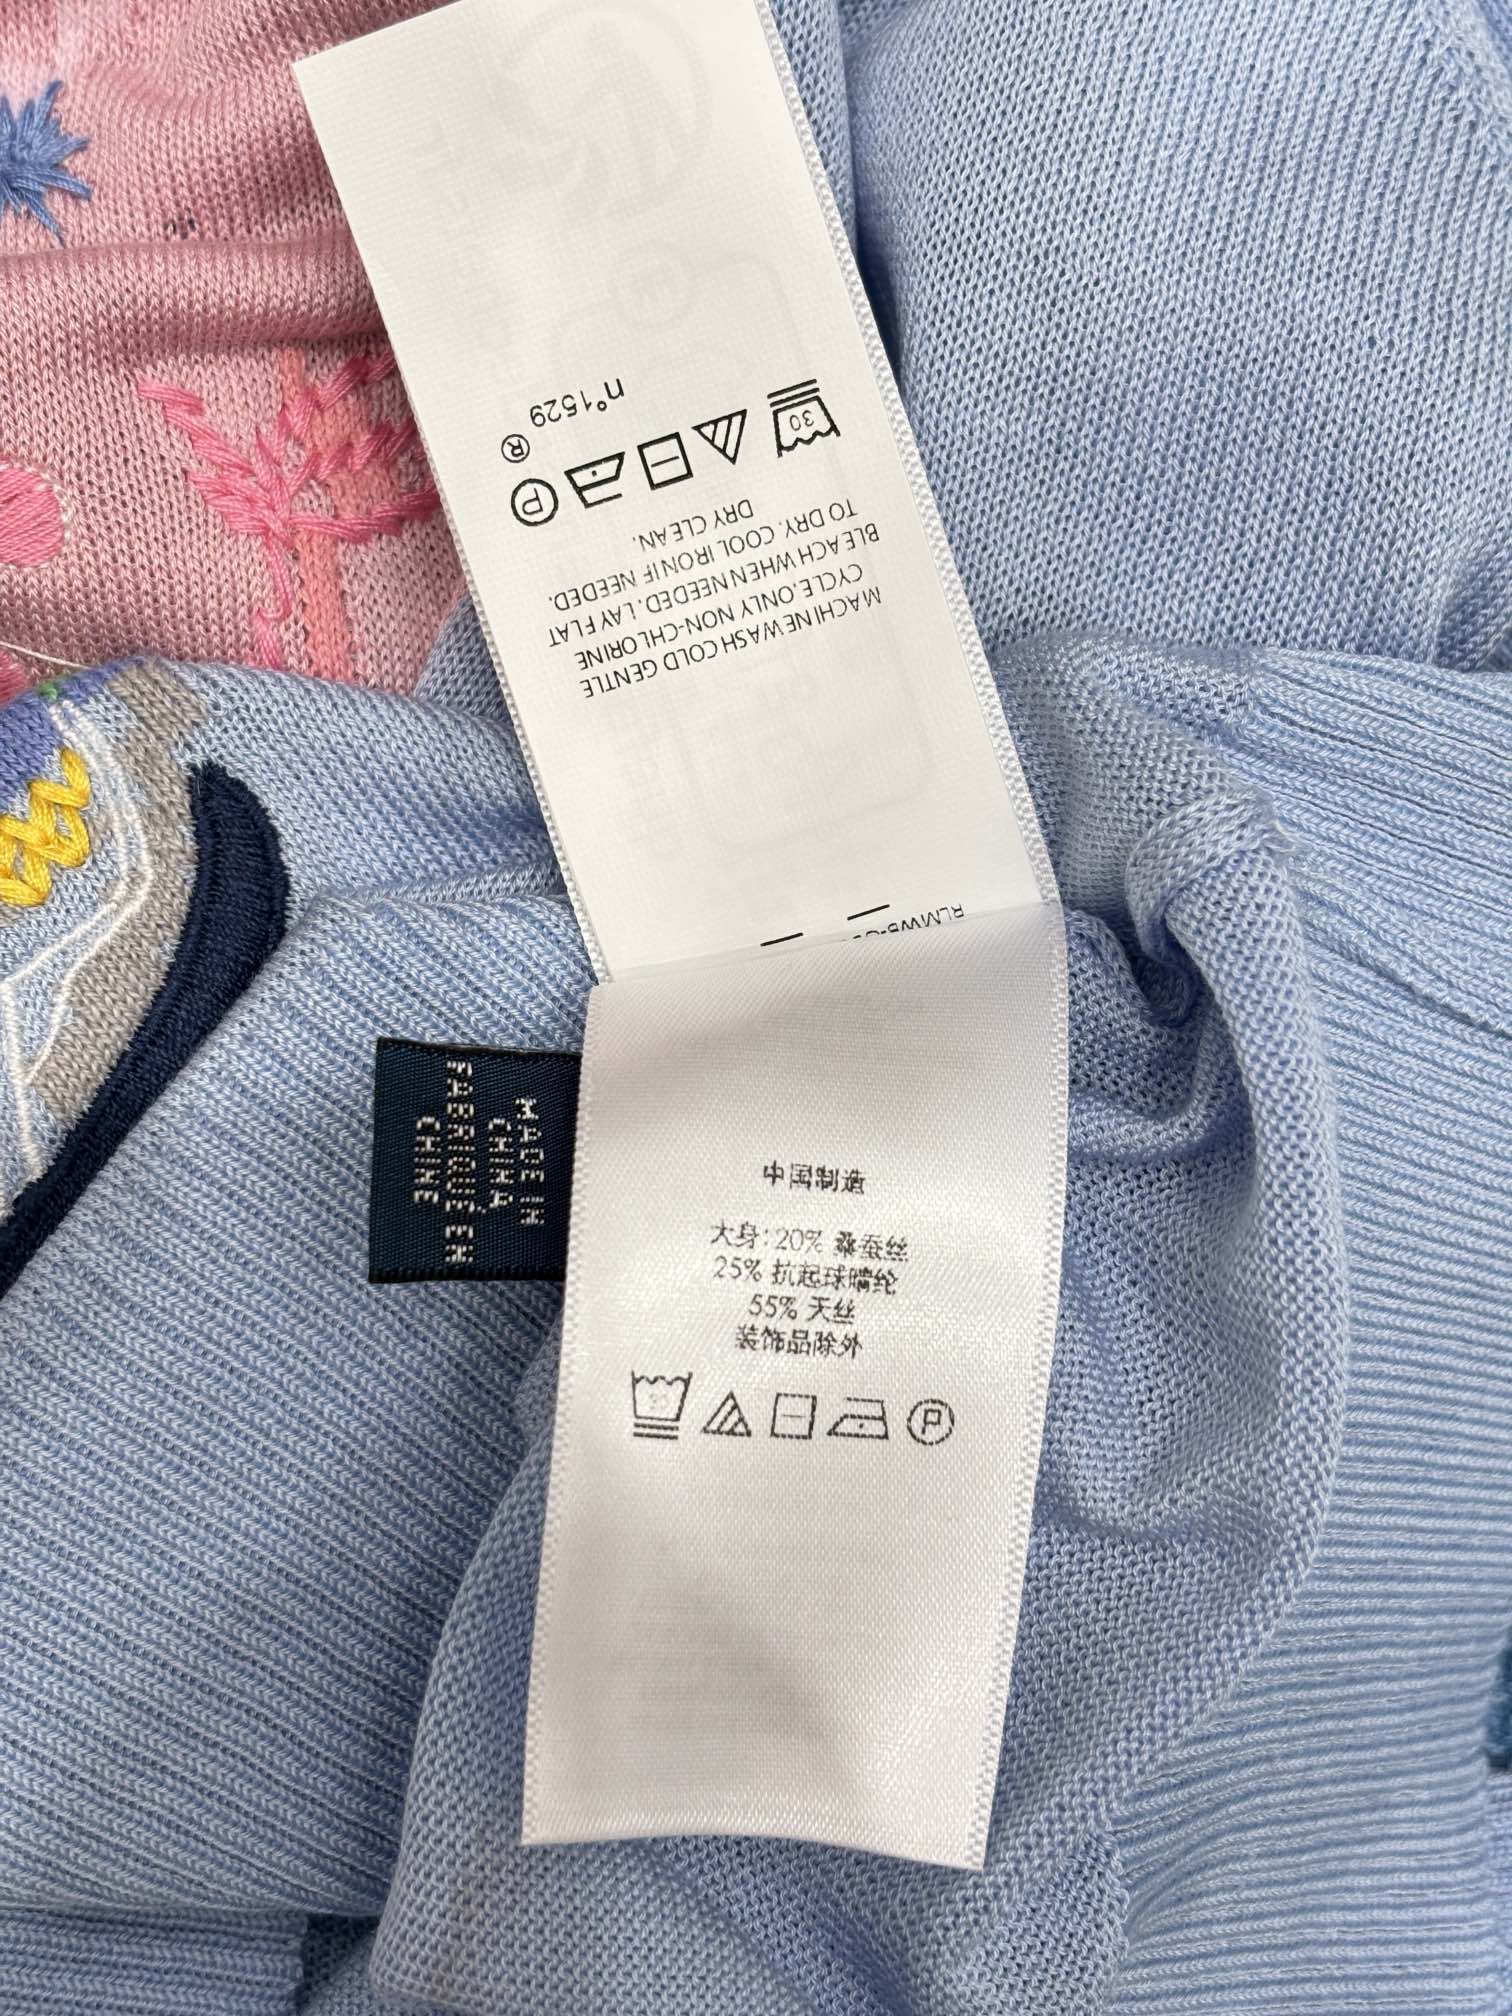 n°1529
®
30
P
MACHINE WASH COLD GENTLE
CYCLE.ONLY NON-CHLORINE
BLEACH WHEN NEEDED. LAY FLAT
TO DRY. COOL IRON IF NEEDED.
DRY CLEAN.
MADE IN
CHINA
FABRIQUÉ EN
CHINE
中国制造
大身:20% 桑蚕丝
25% 抗起球腈纶
55% 天丝
装饰品除外
P